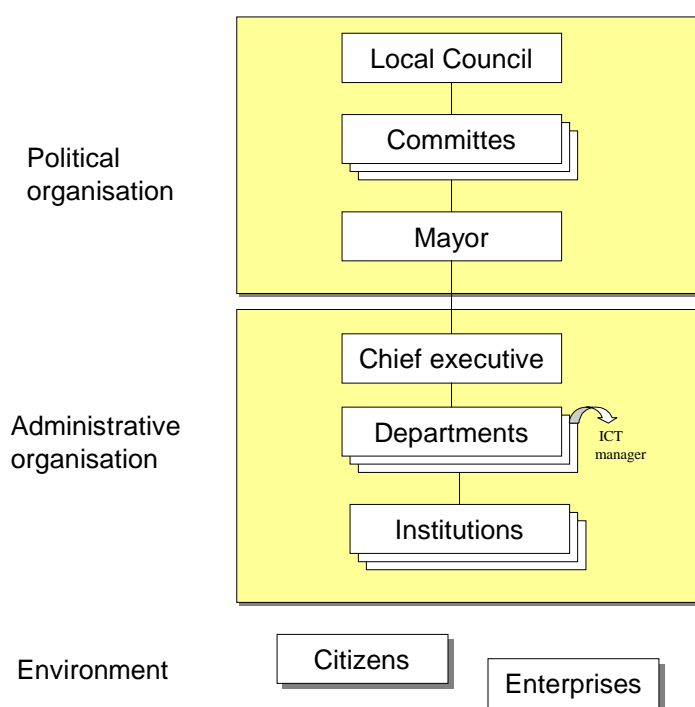 Local Council
Committes
Political
organisation
Mayor
Chief executive
Administrative
organisation
Departments
ICT
manager
Institutions
Environment
Citizens
Enterprises